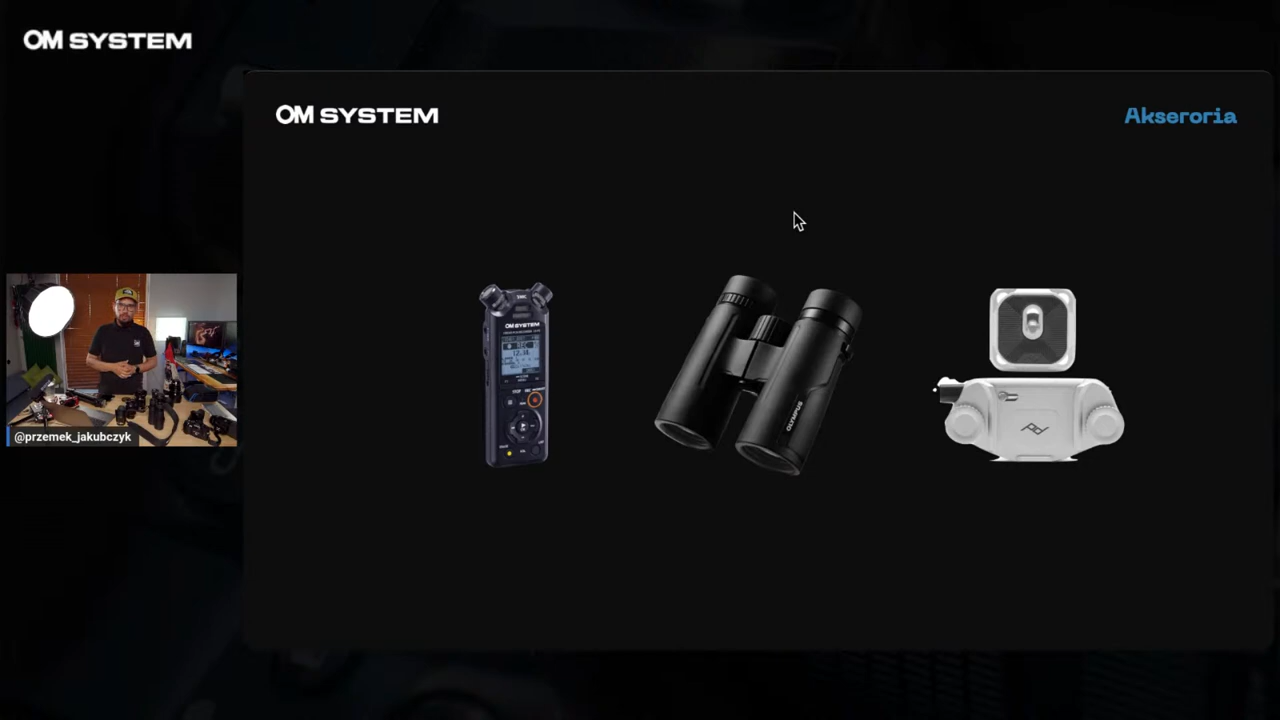 OM SYSTEM
OM SYSTEM
Akseroria
OM SYSTEM
OLYMPUS
@przemek_jakubczyk